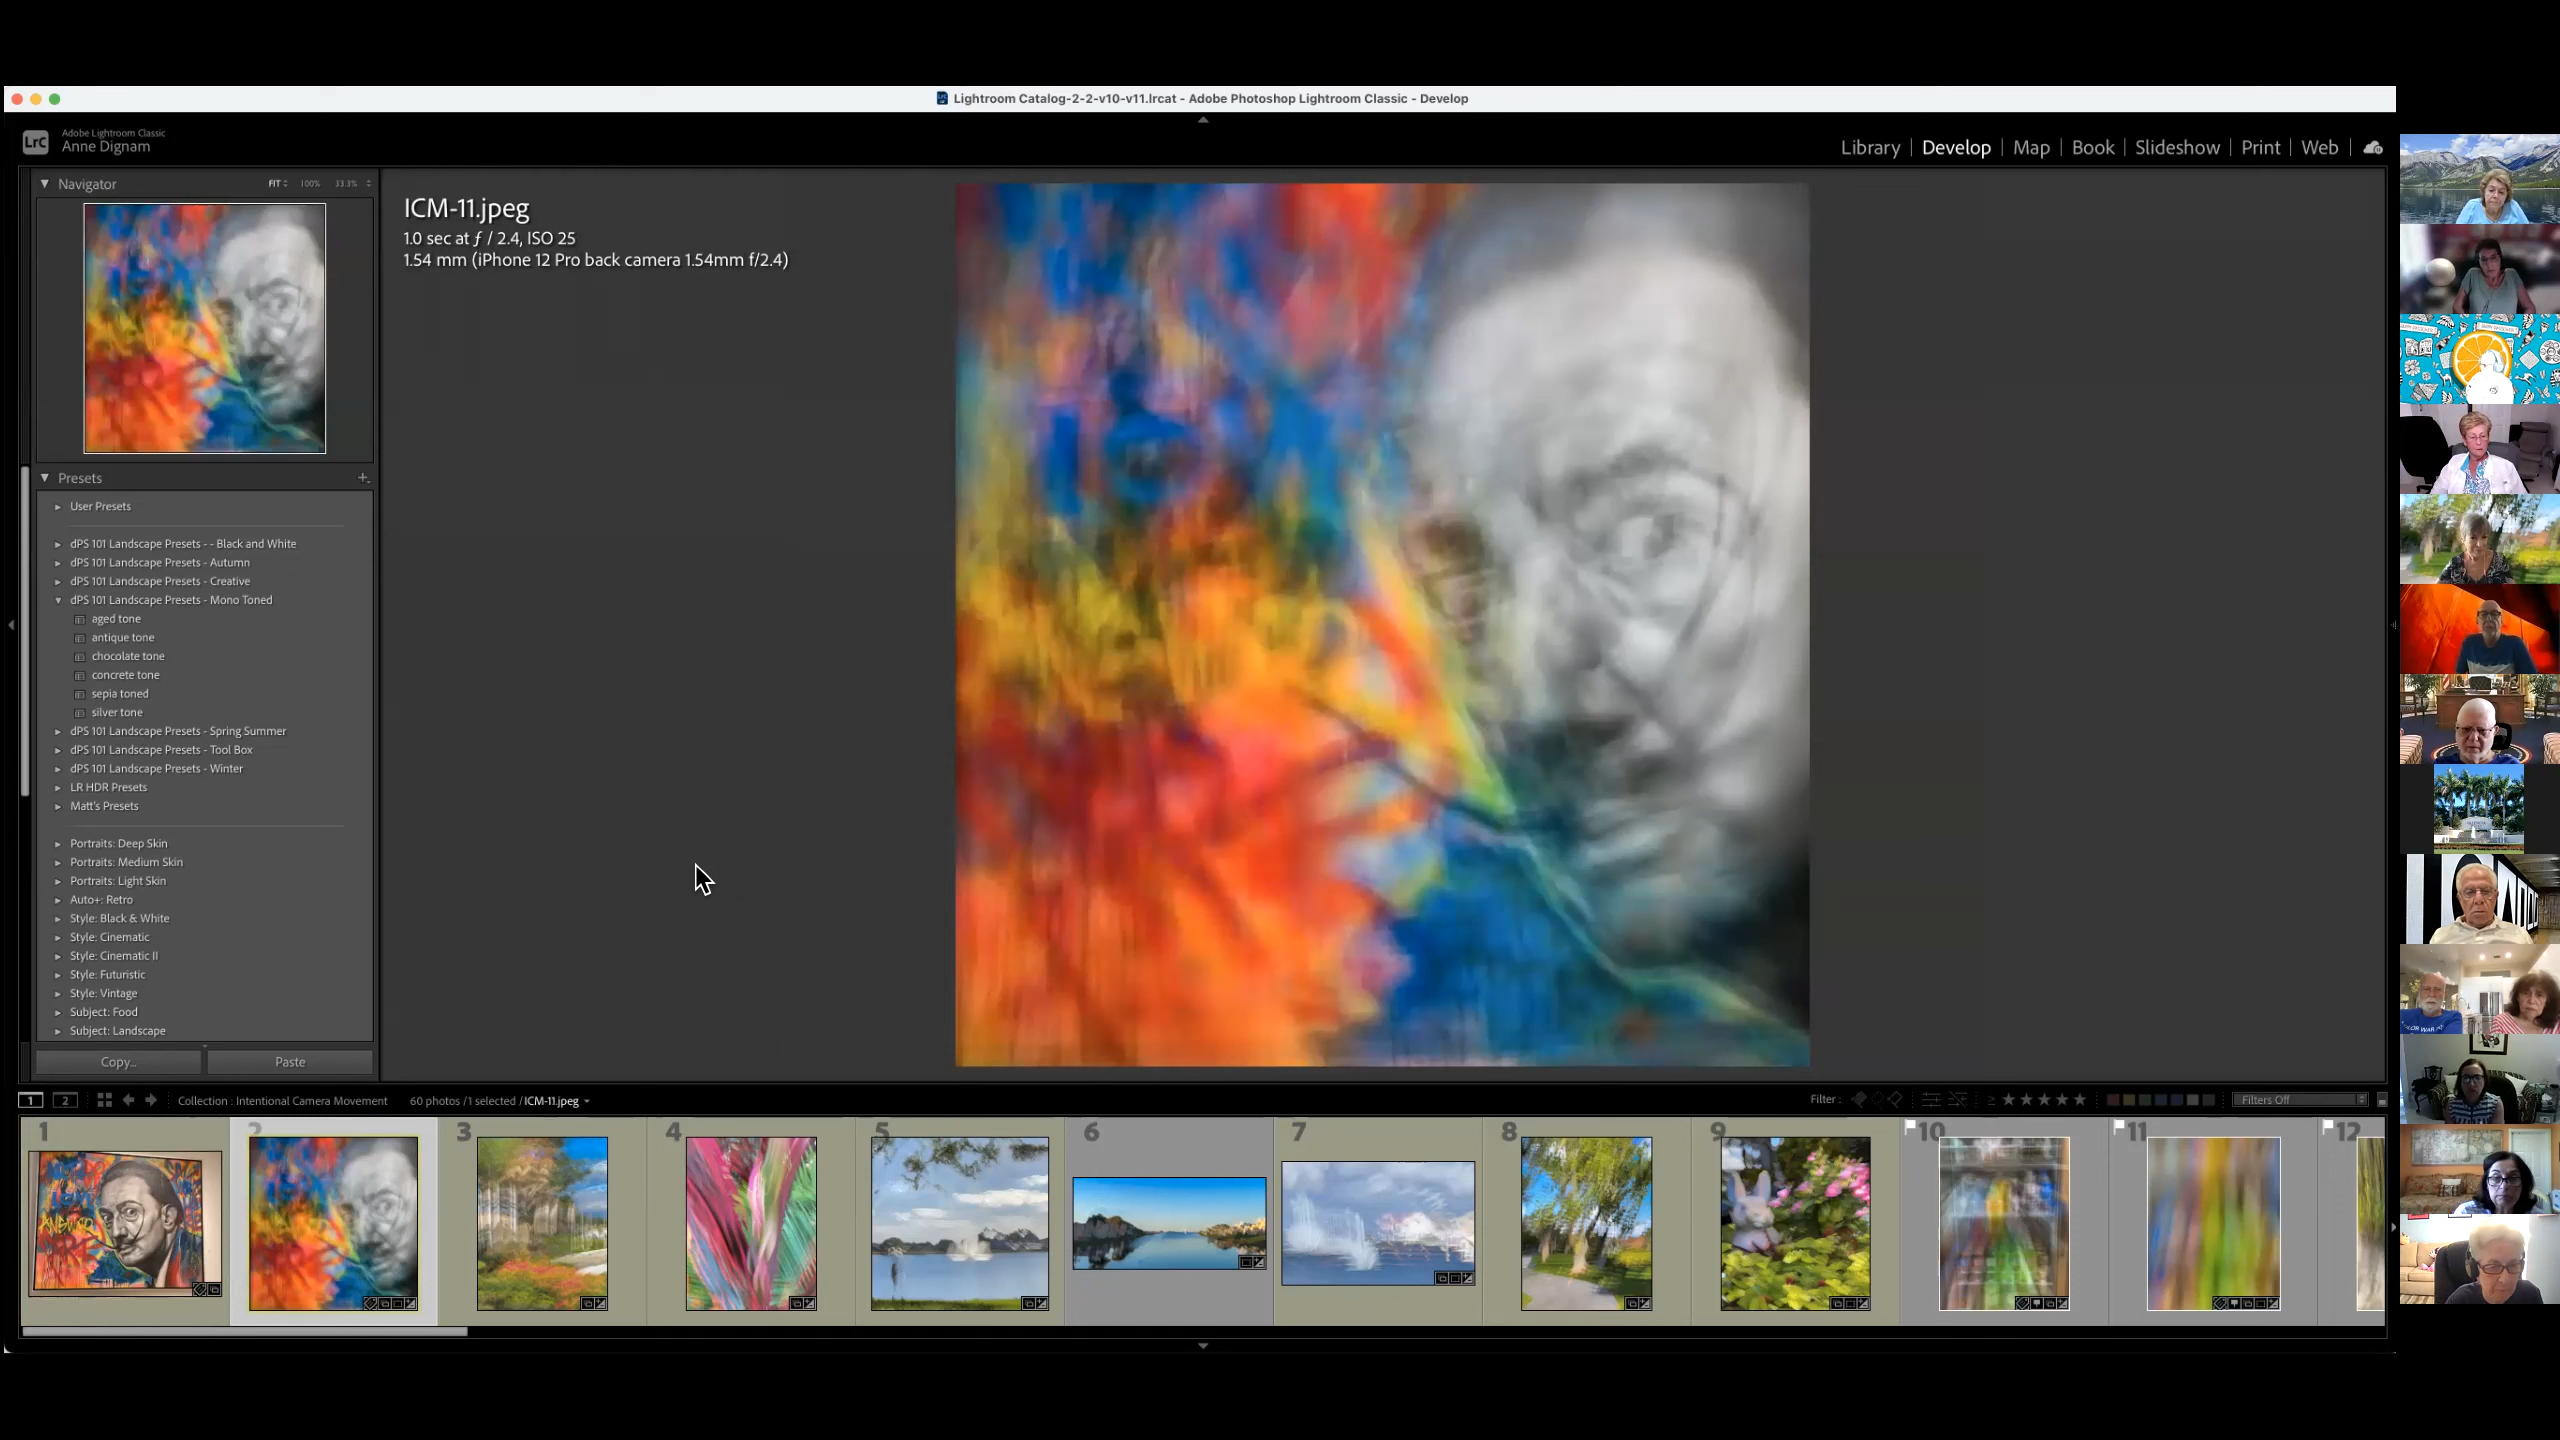 Lightroom Catalog-2-2-v10-v11.lrcat - Adobe Photoshop Lightroom Classic - Develop
LrC
Adobe Lightroom Classic
Anne Dignam
Library | Develop | Map | Book | Slideshow | Print | Web
Navigator
FIT 100% 33.3%
ICM-11.jpeg
1.0 sec at ƒ / 2.4, ISO 25
1.54 mm (iPhone 12 Pro back camera 1.54mm f/2.4)
Presets
User Presets
dPS 101 Landscape Presets - - Black and White
dPS 101 Landscape Presets - Autumn
dPS 101 Landscape Presets - Creative
dPS 101 Landscape Presets - Mono Toned
aged tone
antique tone
chocolate tone
concrete tone
sepia toned
silver tone
dPS 101 Landscape Presets - Spring Summer
dPS 101 Landscape Presets - Tool Box
dPS 101 Landscape Presets - Winter
LR HDR Presets
Matt's Presets
Portraits: Deep Skin
Portraits: Medium Skin
Portraits: Light Skin
Auto+: Retro
Style: Black & White
Style: Cinematic
Style: Cinematic II
Style: Futuristic
Style: Vintage
Subject: Food
Subject: Landscape
Copy... Paste
1 2 Collection : Intentional Camera Movement 60 photos / 1 selected / ICM-11.jpeg Filter : Filters Off
1 2 3 4 5 6 7 8 9 10 11 12